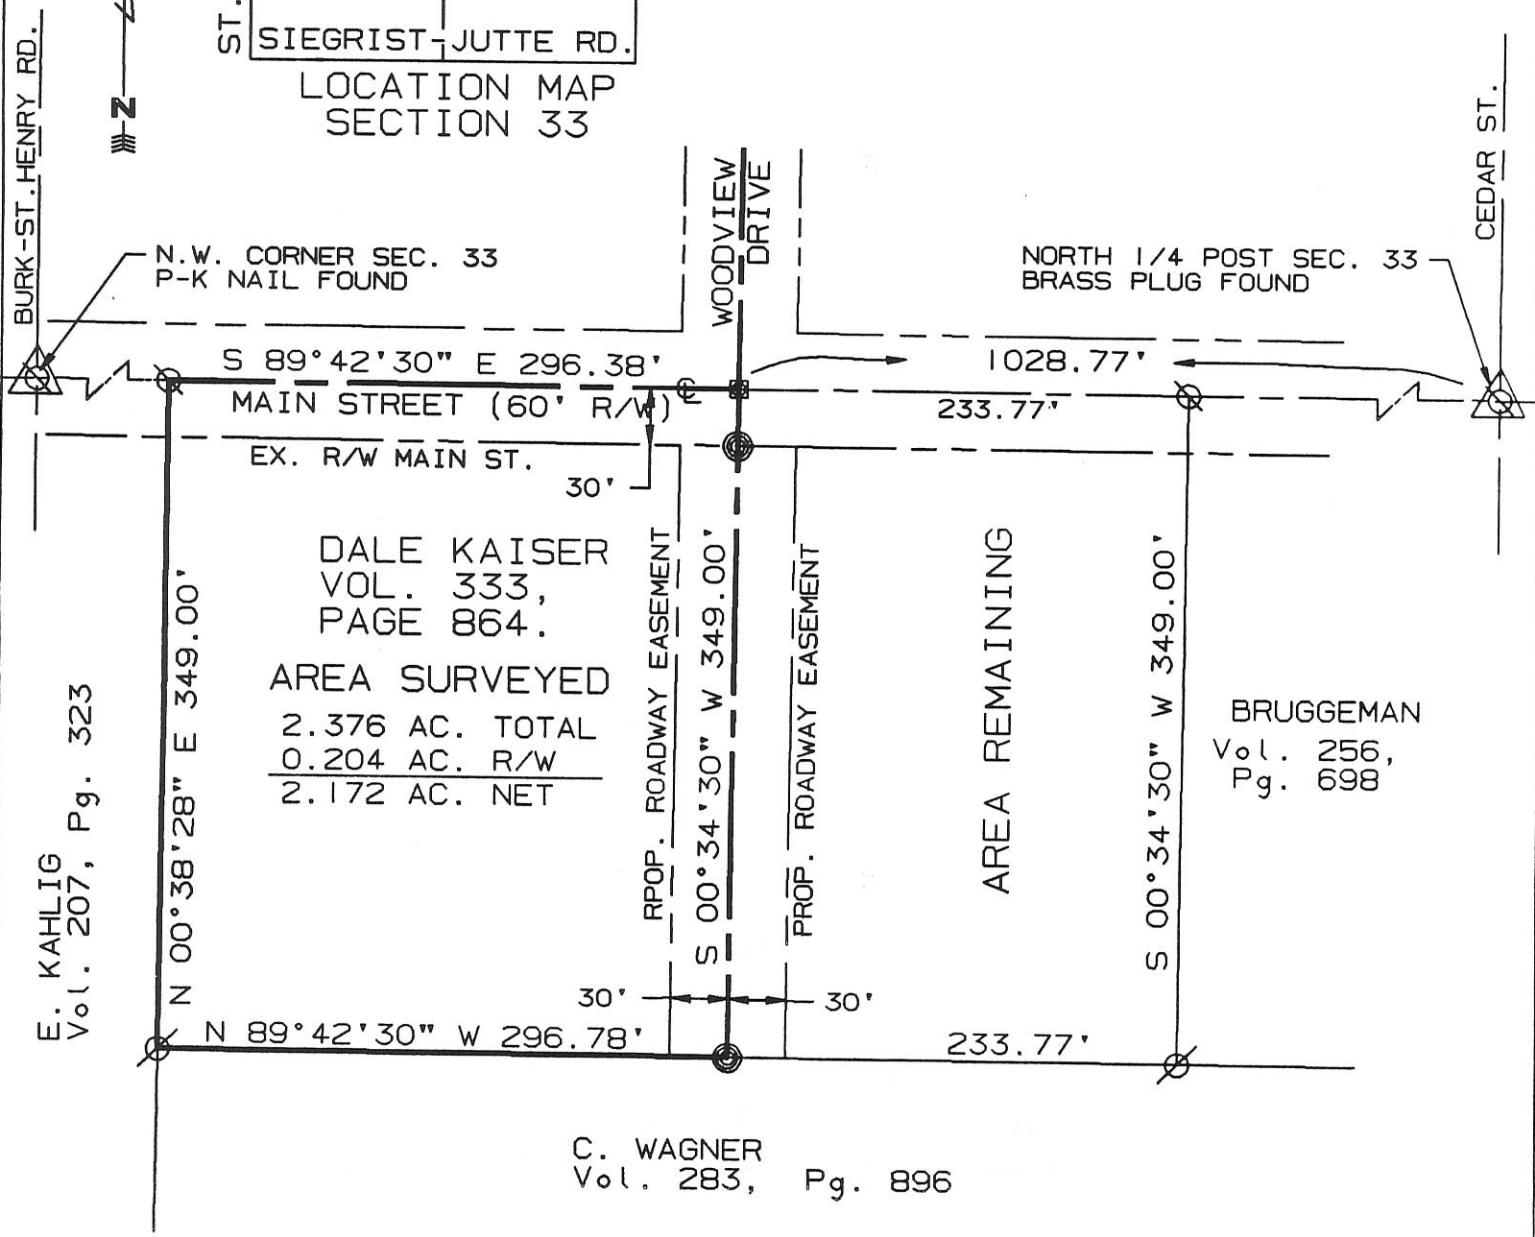 ST.
SIEGRIST-JUTTE RD.
LOCATION MAP
SECTION 33
N
BURK-ST.HENRY RD.
CEDAR ST.
WOODVIEW
DRIVE
N.W. CORNER SEC. 33
P-K NAIL FOUND
NORTH 1/4 POST SEC. 33
BRASS PLUG FOUND
S 89°42'30" E 296.38'
1028.77'
MAIN STREET (60' R/W)
℄
233.77'
EX. R/W MAIN ST.
30'
DALE KAISER
VOL. 333,
PAGE 864.
AREA SURVEYED
2.376 AC. TOTAL
0.204 AC. R/W
2.172 AC. NET
E. KAHLIG
Vol. 207, Pg. 323
N 00°38'28" E 349.00'
RPOP. ROADWAY EASEMENT
S 00°34'30" W 349.00'
PROP. ROADWAY EASEMENT
AREA REMAINING
S 00°34'30" W 349.00'
BRUGGEMAN
Vol. 256,
Pg. 698
30'
30'
N 89°42'30" W 296.78'
233.77'
C. WAGNER
Vol. 283, Pg. 896